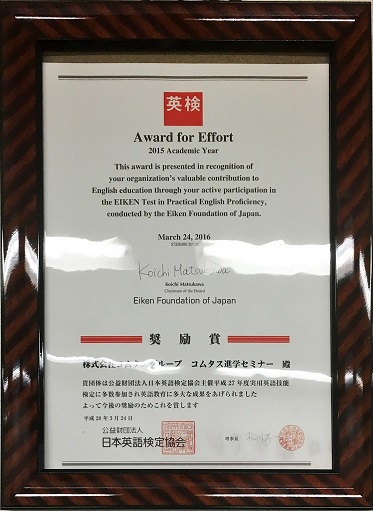 英検
Award for Effort
2015 Academic Year
This award is presented in recognition of
your organization's valuable contribution to
English education through your active participation in
the EIKEN Test in Practical English Proficiency,
conducted by the Eiken Foundation of Japan.
March 24, 2016
Koichi Matsukawa
Koichi Matsukawa
Chairman of the Board
Eiken Foundation of Japan
奨励賞
株式会社コムタスグループ コムタス進学セミナー 殿
貴団体は公益財団法人日本英語検定協会主催平成27年度実用英語技能
検定に多数参加され英語教育に多大な成果をあげられました
よって今後の奨励のためこれを賞します
平成28年3月24日
公益財団法人
日本英語検定協会
理事長